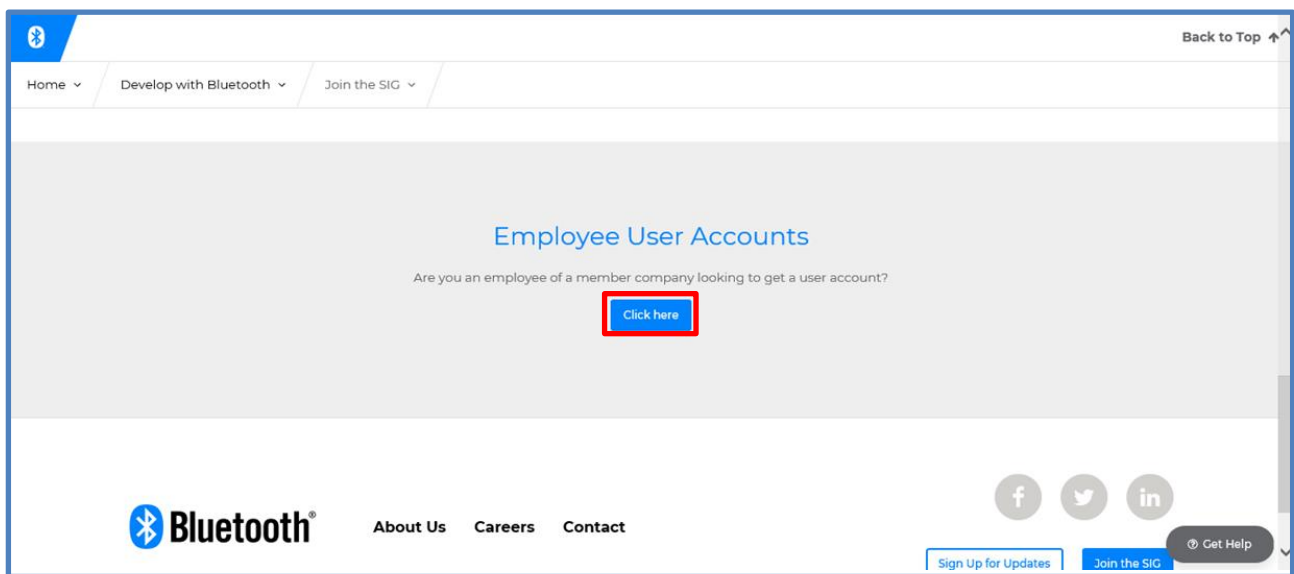 Back to Top
Home
Develop with Bluetooth
Join the SIG
Employee User Accounts
Are you an employee of a member company looking to get a user account?
Click here
Bluetooth®
About Us Careers Contact
Get Help
Sign Up for Updates
Join the SIG